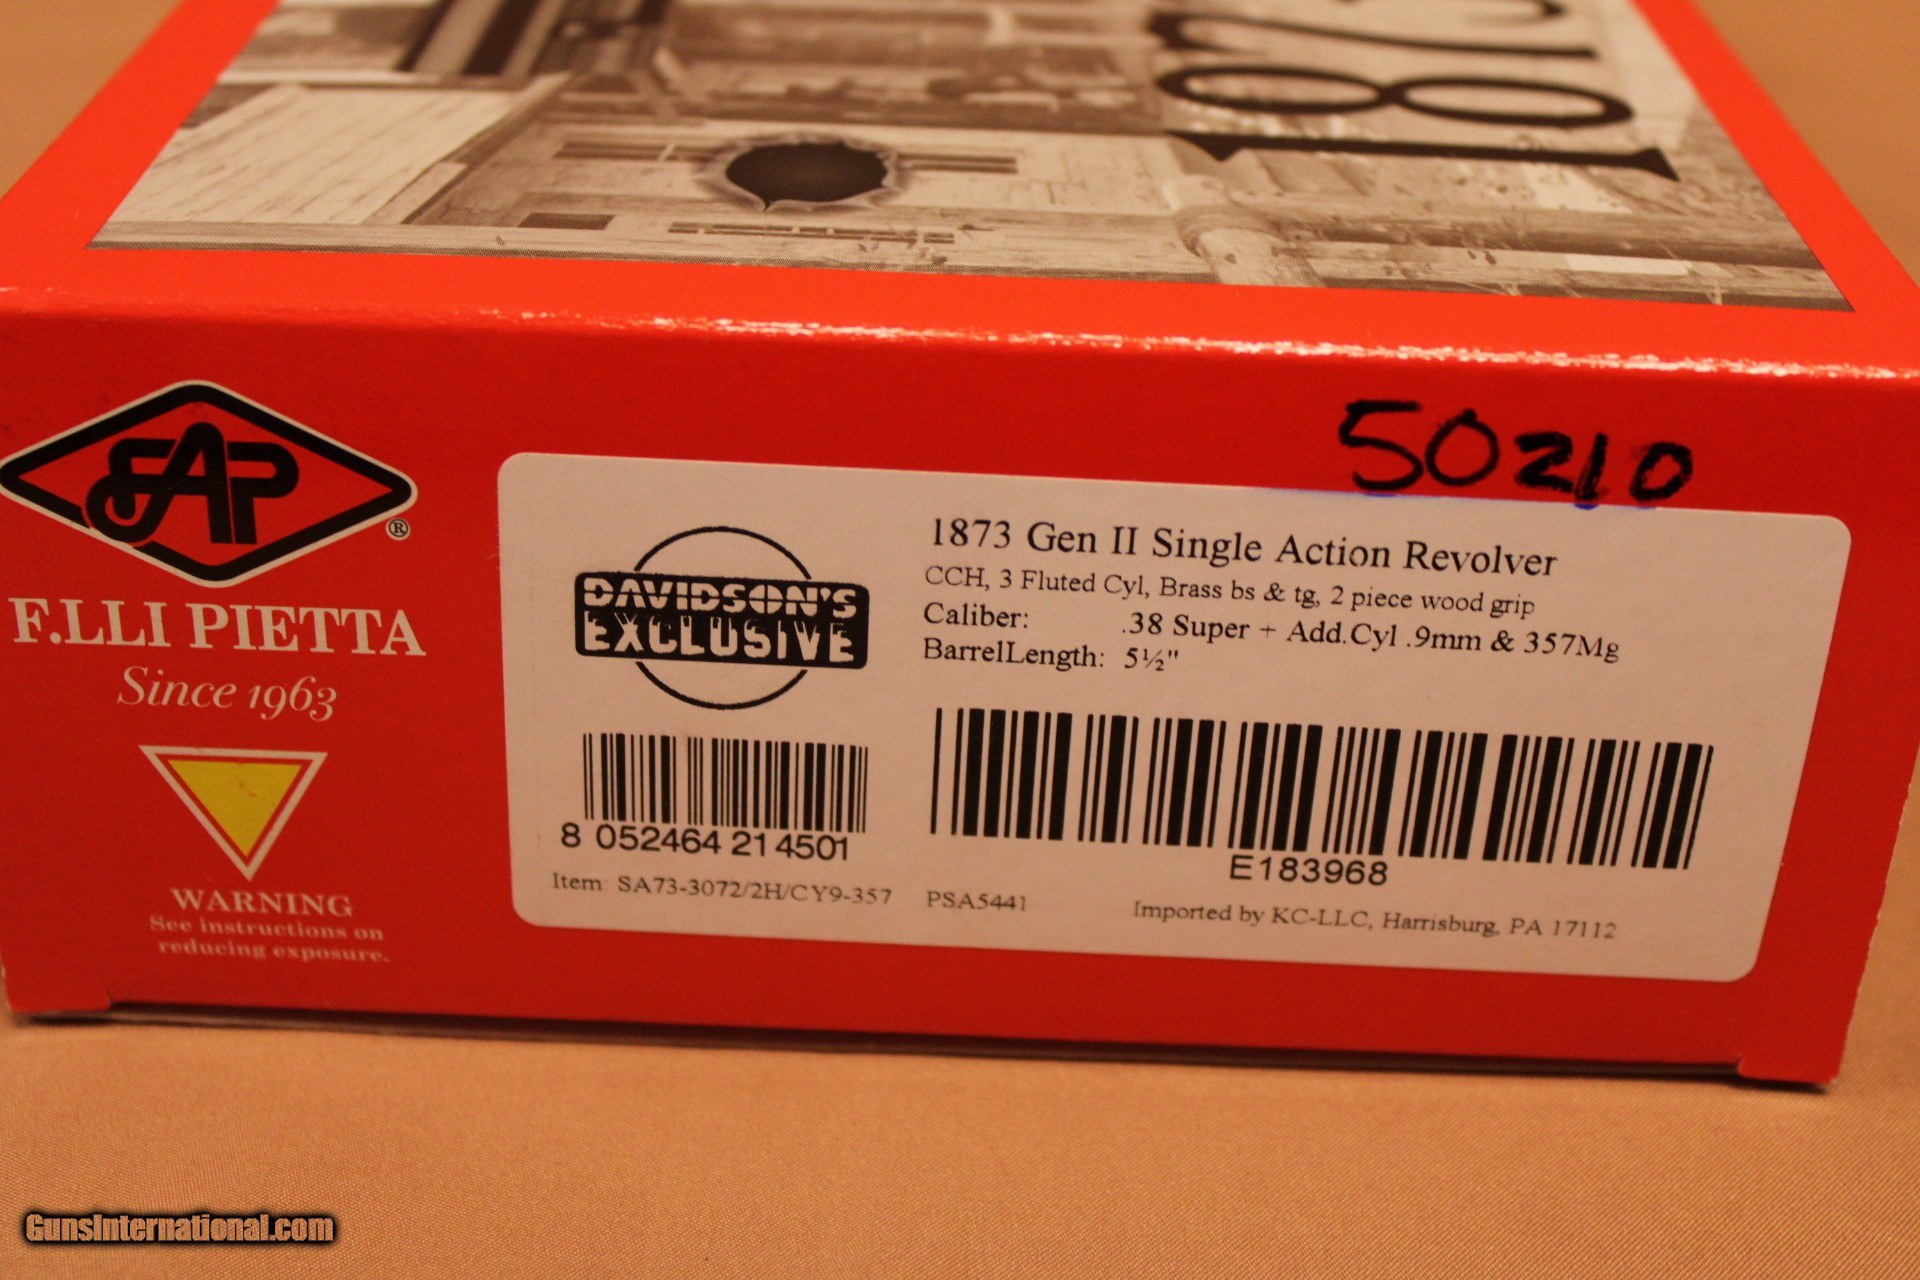 1873
50210
FAP
®
F.LLI PIETTA
Since 1963
WARNING
See instructions on
reducing exposure.
DAVIDSON'S
EXCLUSIVE
1873 Gen II Single Action Revolver
CCH, 3 Fluted Cyl, Brass bs & tg, 2 piece wood grip
Caliber: .38 Super + Add.Cyl .9mm & 357Mg
BarrelLength: 5½"
8 052464 214501
E183968
Item: SA73-3072/2H/CY9-357 PSA5441 Imported by KC-LLC, Harrisburg, PA 17112
GunsInternational.com